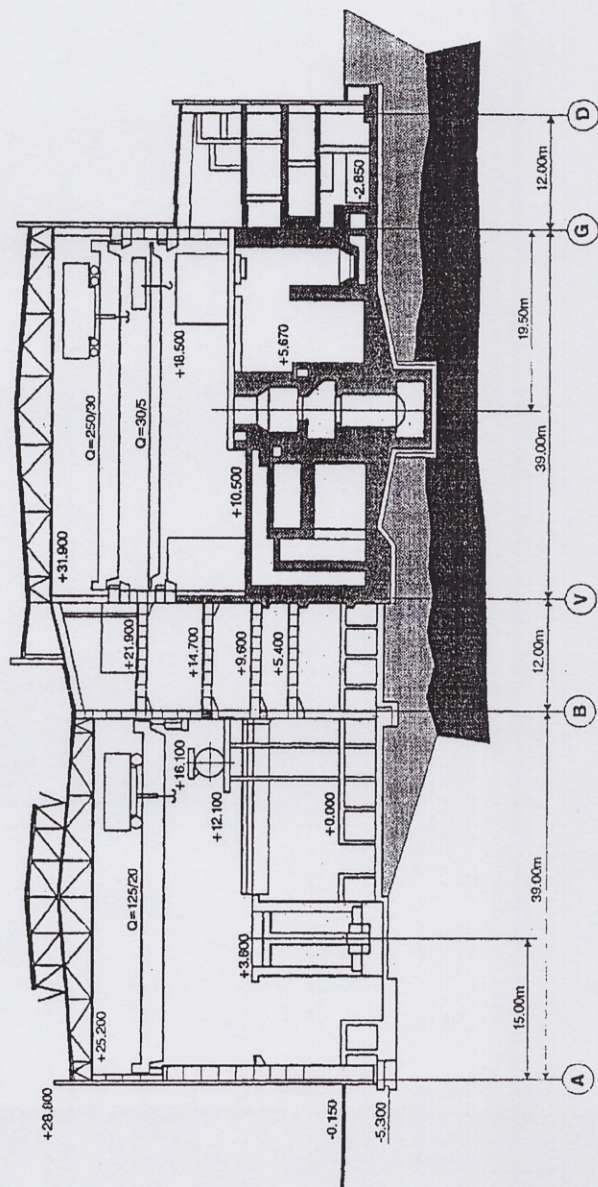 +28.800
+25.200
Q=125/20
+16.100
+12.100
+3.600
+0.000
-0.150
-5.300
+21.900
+14.700
+9.600
+5.400
+31.900
Q=250/30
Q=30/5
+18.500
+10.500
+5.670
-2.850
15.00m
39.00m
12.00m
39.00m
19.50m
12.00m
A
B
V
G
D